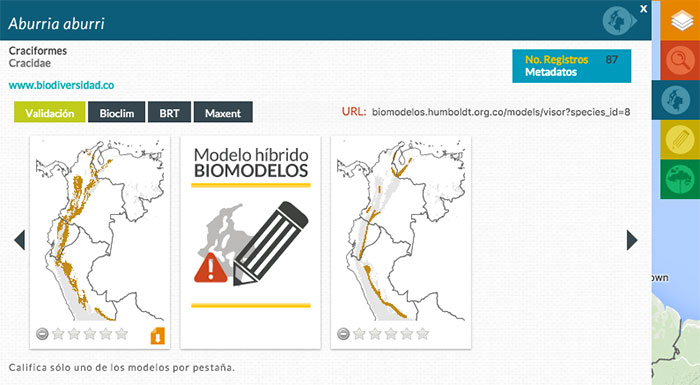 x
Aburria aburri
Craciformes
Cracidae
www.biodiversidad.co
No. Registros 87
Metadatos
Validación Bioclim BRT Maxent
URL: biomodelos.humboldt.org.co/models/visor?species_id=8
Modelo híbrido
BIOMODELOS
Califica sólo uno de los modelos por pestaña.
own